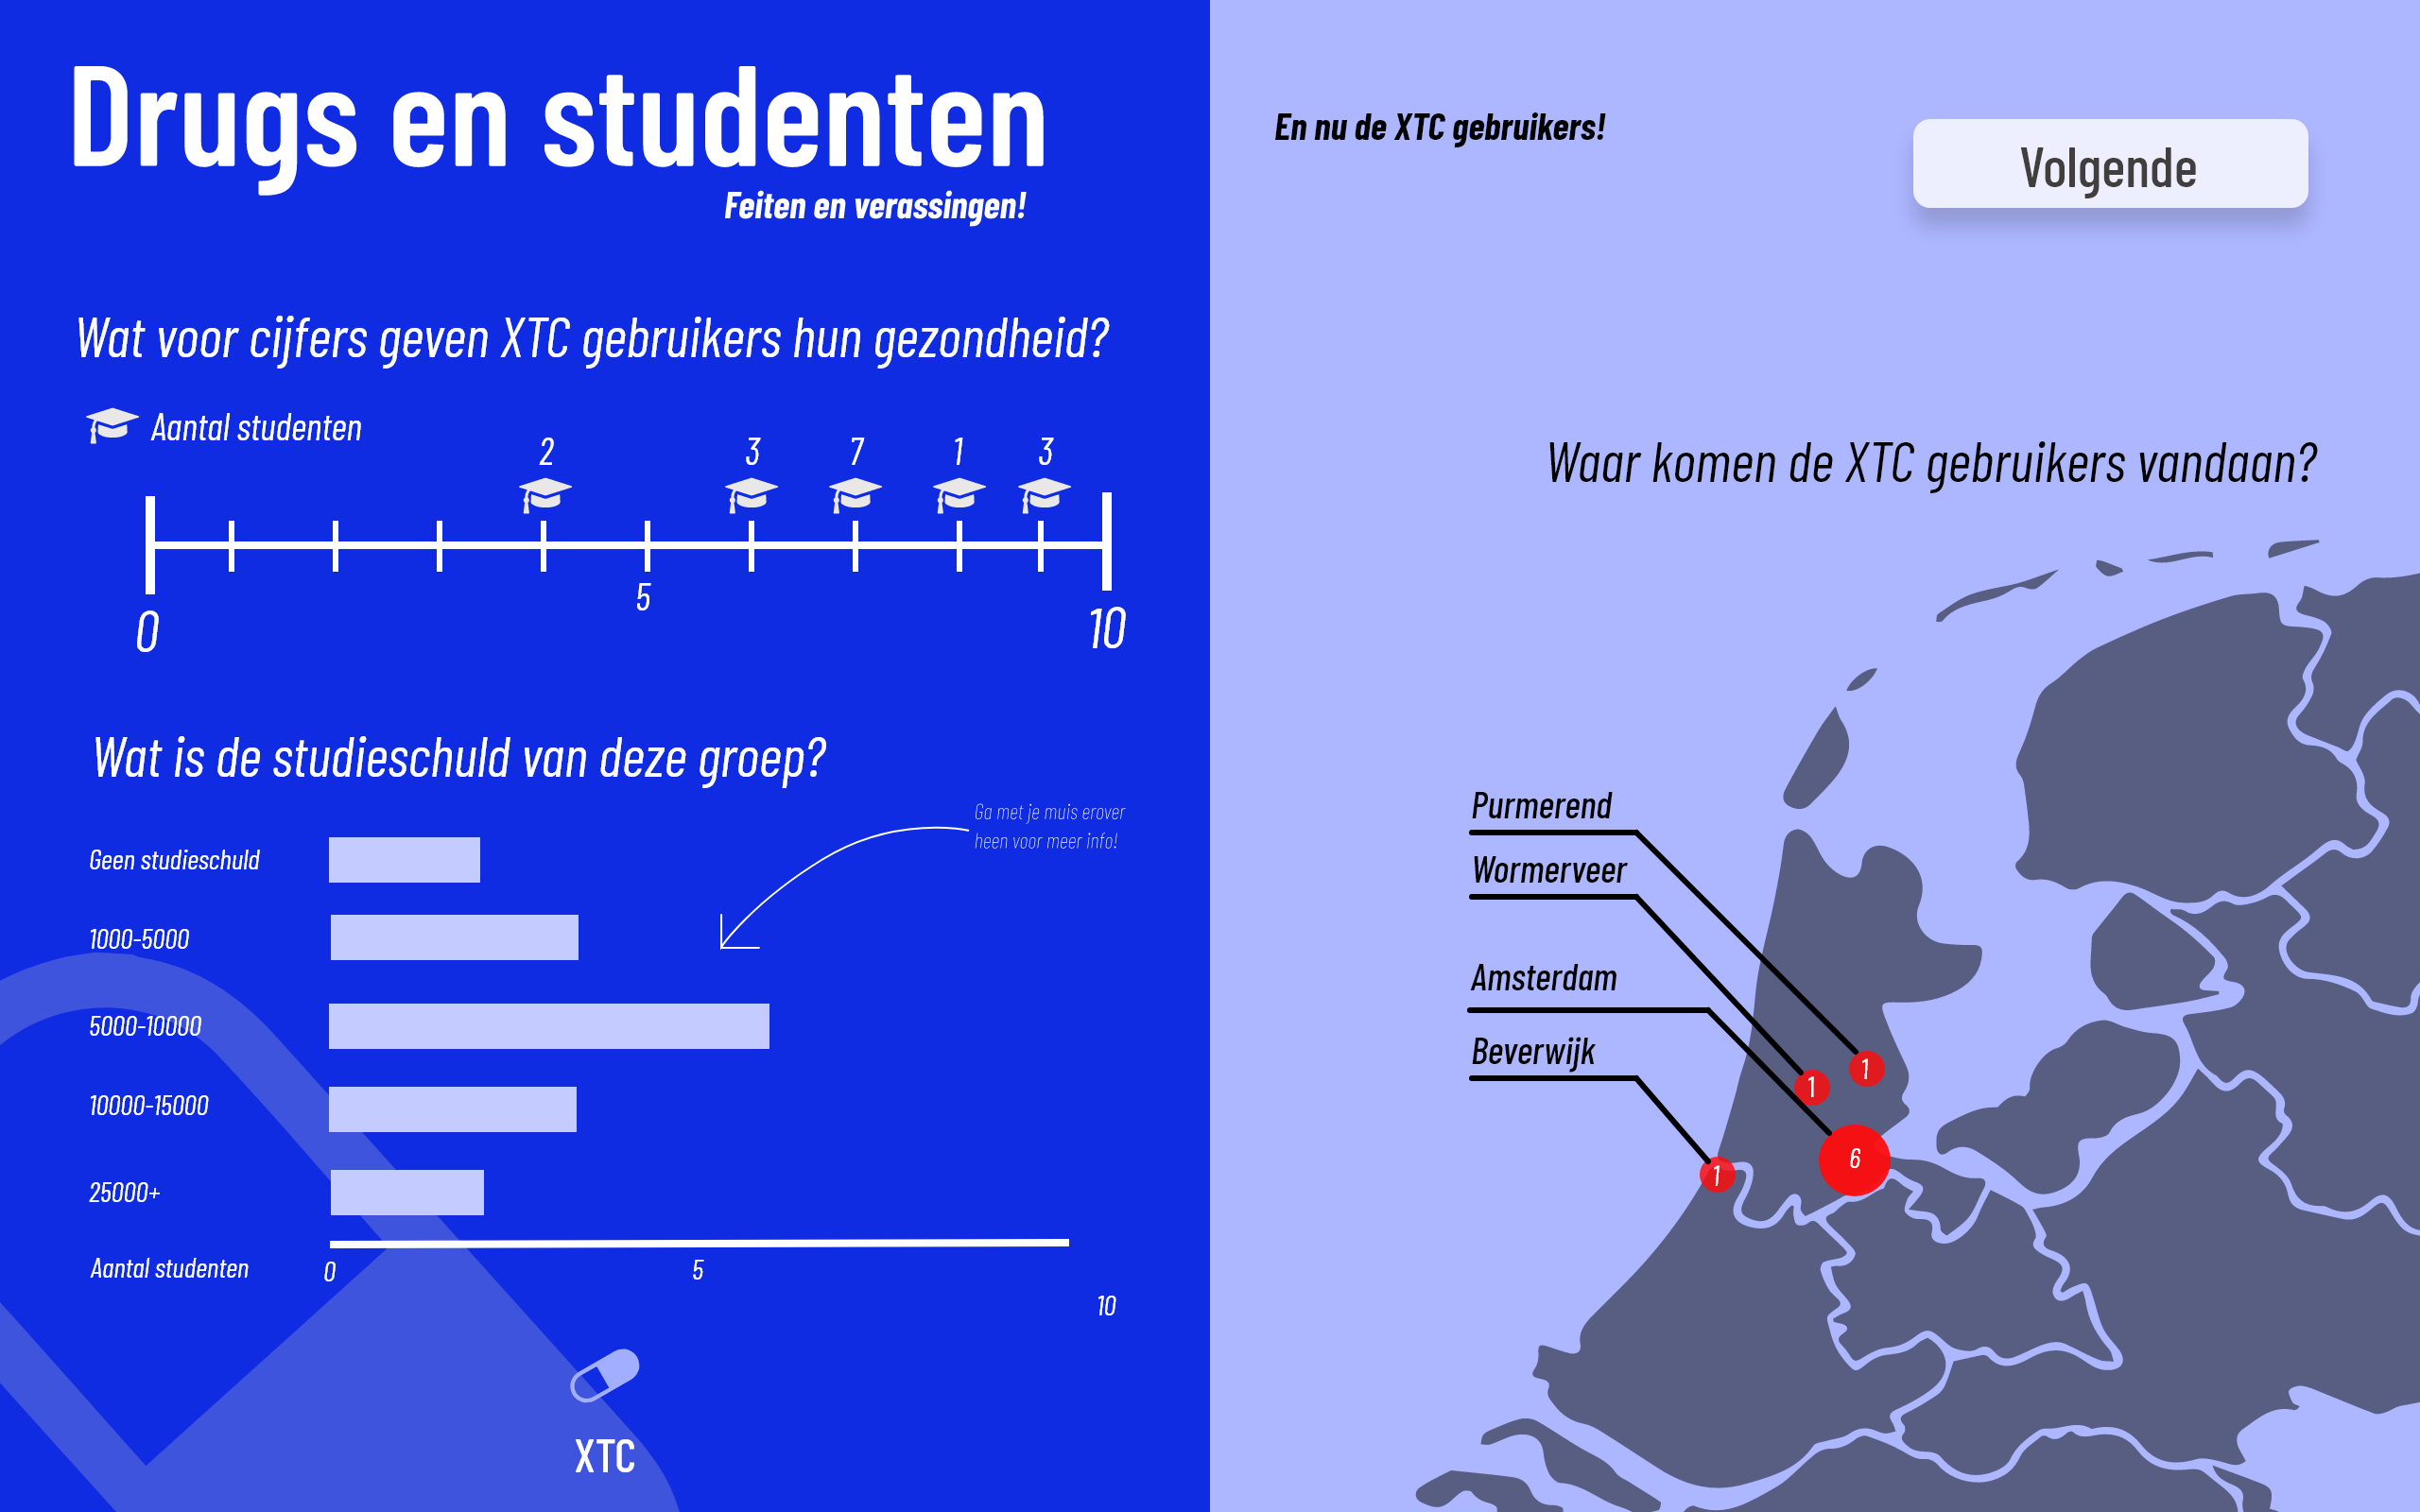 Drugs en studenten
Feiten en verassingen!
Wat voor cijfers geven XTC gebruikers hun gezondheid?
Aantal studenten
2 3 7 1 3
5
0 10
Wat is de studieschuld van deze groep?
Ga met je muis erover
heen voor meer info!
Geen studieschuld
1000-5000
5000-10000
10000-15000
25000+
Aantal studenten 0 5
10
XTC
En nu de XTC gebruikers!
Volgende
Waar komen de XTC gebruikers vandaan?
Purmerend
Wormerveer
Amsterdam
Beverwijk
1
1
6
1